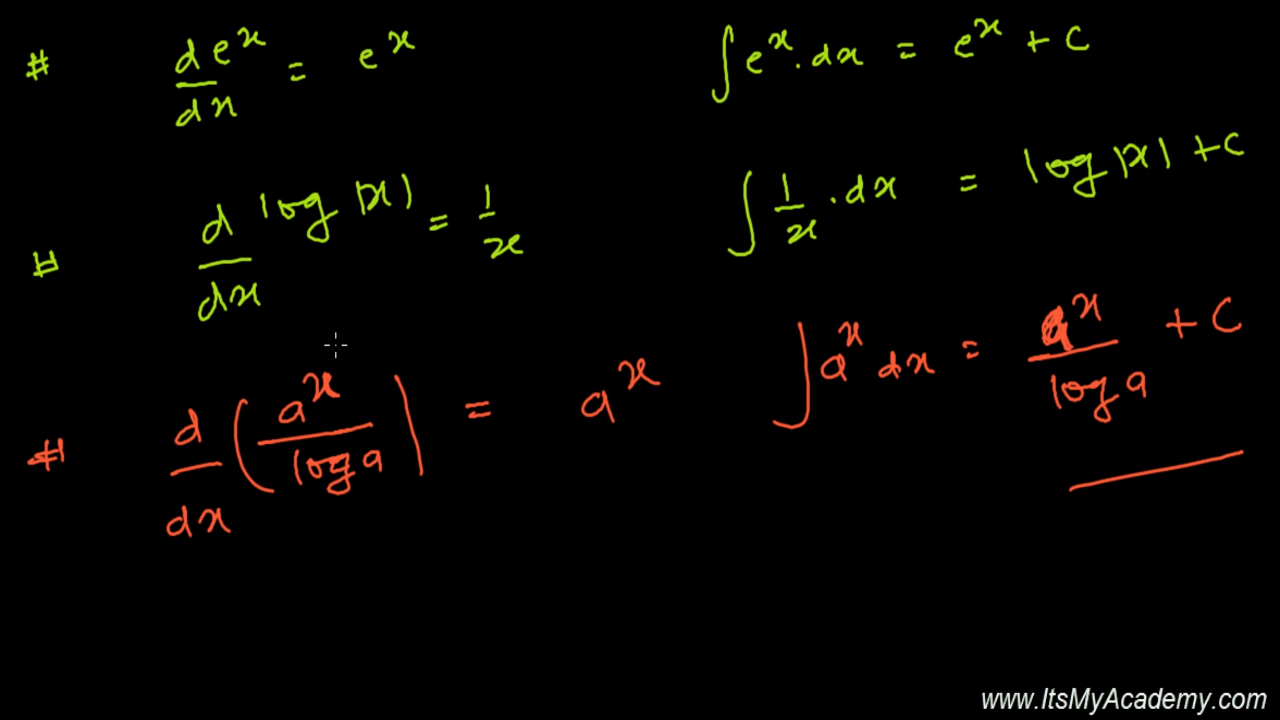 # d e^x / dx = e^x ∫ e^x . dx = e^x + c
# d/dx log |x| = 1/x ∫ 1/x . dx = log |x| + c
# d/dx ( a^x / log a ) = a^x ∫ a^x dx = a^x / log a + c
www.ItsMyAcademy.com